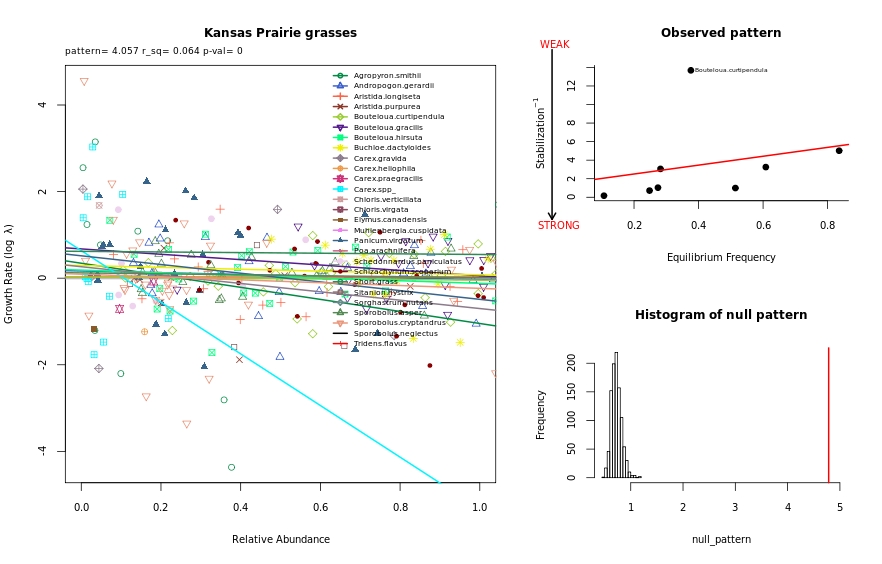 Kansas Prairie grasses
pattern= 4.057 r_sq= 0.064 p-val= 0
Growth Rate (log λ)
4
2
0
-2
-4
0.0 0.2 0.4 0.6 0.8 1.0
Relative Abundance
Agropyron.smithii
Andropogon.gerardii
Aristida.longiseta
Aristida.purpurea
Bouteloua.curtipendula
Bouteloua.gracilis
Bouteloua.hirsuta
Buchloe.dactyloides
Carex.gravida
Carex.heliophila
Carex.praegracilis
Carex.spp_
Chloris.verticillata
Chloris.virgata
Elymus.canadensis
Muhlenbergia.cuspidata
Panicum.virgatum
Poa.arachnifera
Schedonnardus.paniculatus
Schizachyrium.scoparium
Short.grass
Sitanion.hystrix
Sorghastrum.nutans
Sporobolus.asper
Sporobolus.cryptandrus
Sporobolus.neglectus
Tridens.flavus
Observed pattern
WEAK
STRONG
Stabilization⁻¹
12
8
6
4
2
0
Bouteloua.curtipendula
0.2 0.4 0.6 0.8
Equilibrium Frequency
Histogram of null pattern
Frequency
200
150
100
50
0
1 2 3 4 5
null_pattern